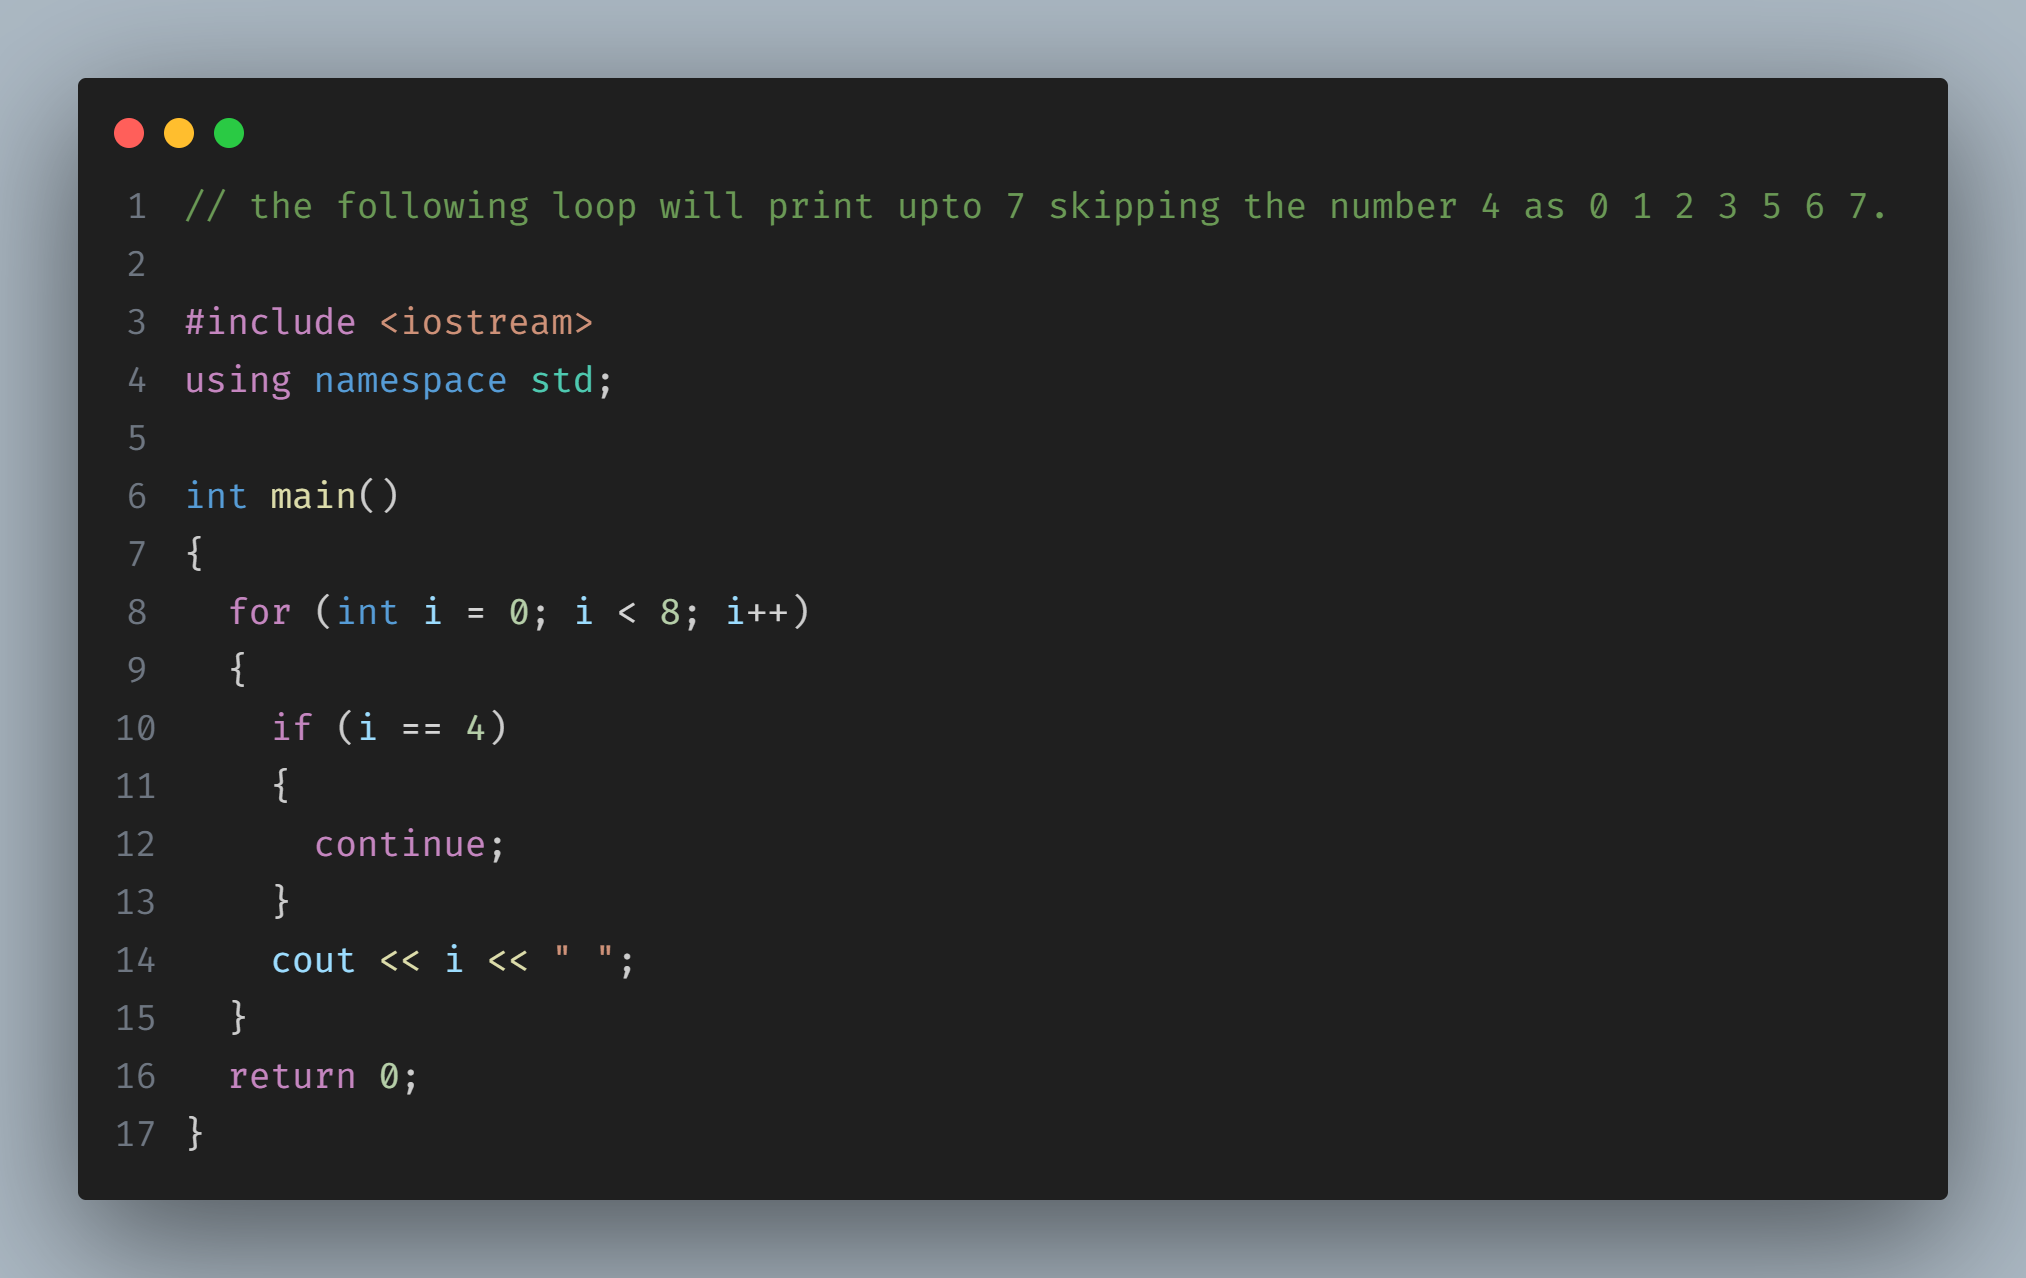 1 // the following loop will print upto 7 skipping the number 4 as 0 1 2 3 5 6 7.
2
3 #include <iostream>
4 using namespace std;
5
6 int main()
7 {
8   for (int i = 0; i < 8; i++)
9   {
10     if (i == 4)
11     {
12       continue;
13     }
14     cout << i << " ";
15   }
16   return 0;
17 }